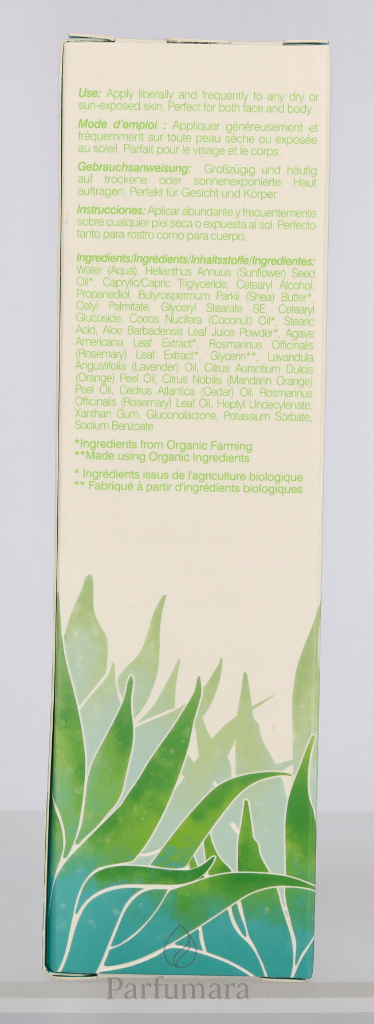 Use: Apply liberally and frequently to any dry or
sun-exposed skin. Perfect for both face and body.
Mode d'emploi : Appliquer généreusement et
fréquemment sur toute peau sèche ou exposée
au soleil. Parfait pour le visage et le corps.
Gebrauchsanweisung: Großzügig und häufig
auf trockene oder sonnenexponierte Haut
auftragen. Perfekt für Gesicht und Körper.
Instrucciones: Aplicar abundante y frecuentemente
sobre cualquier piel seca o expuesta al sol. Perfecto
tanto para rostro como para cuerpo.
Ingredients/Ingrédients/Inhaltsstoffe/Ingredientes:
Water (Aqua), Helianthus Annuus (Sunflower) Seed
Oil*, Caprylic/Capric Trigyceride, Cetearyl Alcohol,
Propanediol, Butyrospermum Parkii (Shea) Butter*,
Cetyl Palmitate, Glyceryl Stearate SE, Cetearyl
Glucoside, Cocos Nucifera (Coconut) Oil*, Stearic
Acid, Aloe Barbadensis Leaf Juice Powder*, Agave
Americana Leaf Extract*, Rosmarinus Officinalis
(Rosemary) Leaf Extract*, Glycerin**, Lavandula
Angustifolia (Lavender) Oil, Citrus Aurantium Dulcis
(Orange) Peel Oil, Citrus Nobilis (Mandarin Orange)
Peel Oil, Cedrus Atlantica (Cedar) Oil, Rosmarinus
Officinalis (Rosemary) Leaf Oil, Heptyl Undecylenate,
Xanthan Gum, Gluconolactone, Potassium Sorbate,
Sodium Benzoate
*Ingredients from Organic Farming
**Made using Organic Ingredients
* Ingrédients issus de l'agriculture biologique
** Fabriqué à partir d'ingrédients biologiques
Parfumara